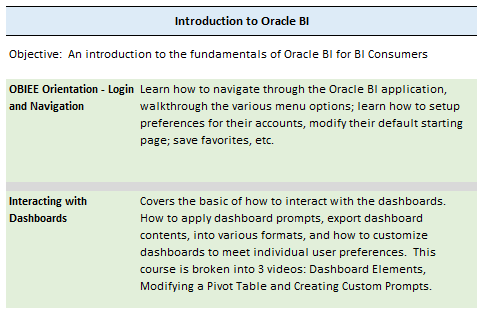 Introduction to Oracle BI
Objective:  An introduction to the fundamentals of Oracle BI for BI Consumers
OBIEE Orientation - Login and Navigation
Learn how to navigate through the Oracle BI application,
walkthrough the various menu options; learn how to setup
preferences for their accounts, modify their default starting
page; save favorites, etc.
Interacting with
Dashboards
Covers the basic of how to interact with the dashboards.
How to apply dashboard prompts, export dashboard
contents, into various formats, and how to customize
dashboards to meet individual user preferences.  This
course is broken into 3 videos: Dashboard Elements,
Modifying a Pivot Table and Creating Custom Prompts.